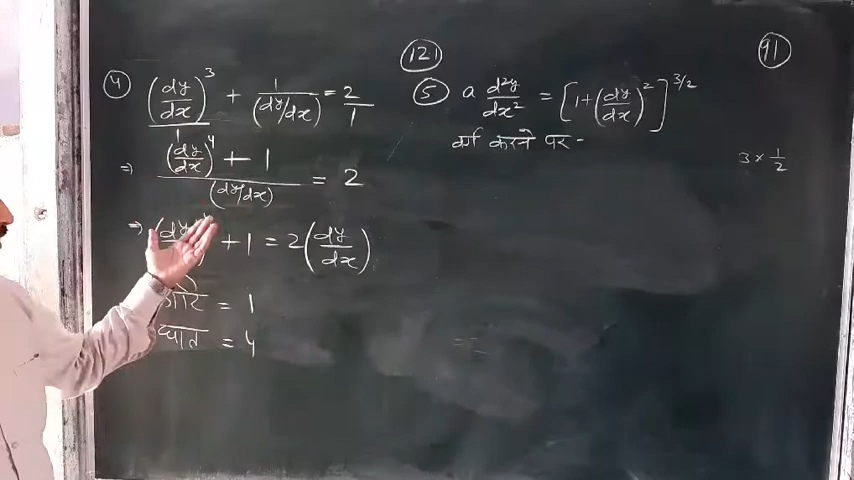 121
91
4 (dy/dx)³ + 1/(dy/dx) = 2/1
⇒ ((dy/dx)⁴ + 1)/(dy/dx) = 2
⇒ (dy + 1 = 2(dy/dx)
= 1
घात = 4
5 a d²y/dx² = [1+(dy/dx)²]^3/2
वर्ग करने पर -
3 × 1/2